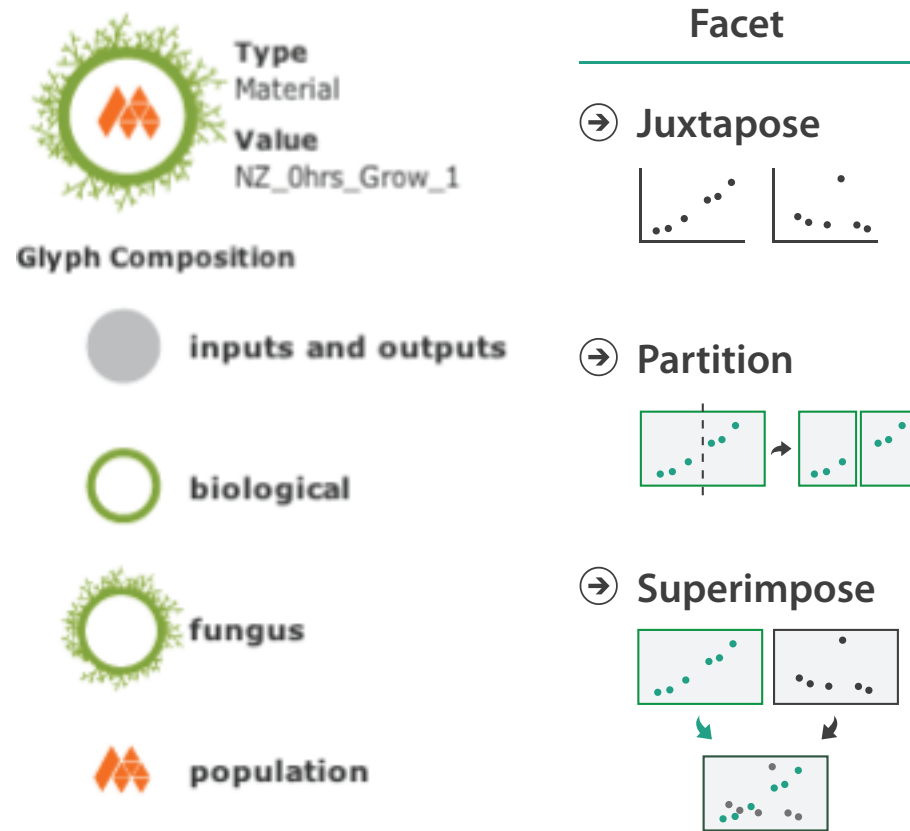 Type
Material
Value
NZ_0hrs_Grow_1
Glyph Composition
inputs and outputs
biological
fungus
population
Facet
Juxtapose
Partition
Superimpose